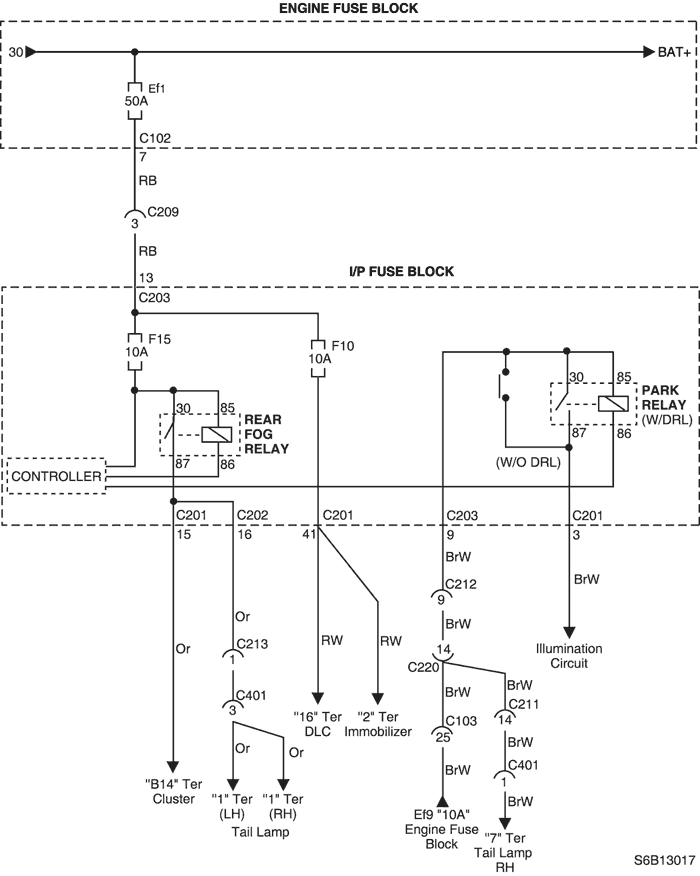 ENGINE FUSE BLOCK
30
BAT+
Ef1
50A
C102
7
RB
C209
3
RB
13
I/P FUSE BLOCK
C203
F15
10A
F10
10A
30
85
REAR
FOG
RELAY
87
86
30
85
PARK
RELAY
(W/DRL)
87
86
(W/O DRL)
CONTROLLER
C201
C202
C201
C203
C201
15
16
41
9
3
BrW
BrW
C212
9
BrW
Or
C213
1
Or
RW
RW
14
C220
Illumination
Circuit
C401
3
BrW
BrW
C211
14
"16" Ter
DLC
"2" Ter
Immobilizer
C103
25
Or
Or
BrW
BrW
C401
1
"B14" Ter
Cluster
"1" Ter
(LH)
"1" Ter
(RH)
Tail Lamp
BrW
Ef9 "10A"
Engine Fuse
Block
"7" Ter
Tail Lamp
RH
S6B13017